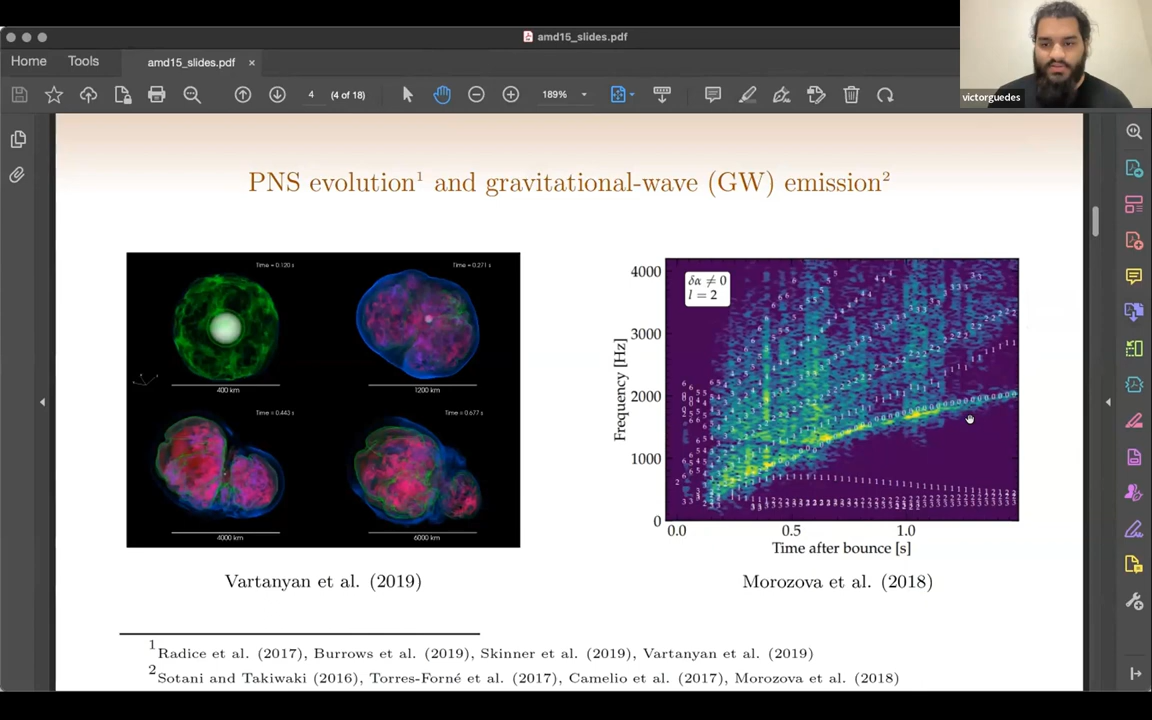 amd15_slides.pdf
victorguedes
Home
Tools
amd15_slides.pdf ×
4 (4 of 18)
189%
PNS evolution¹ and gravitational-wave (GW) emission²
Time = 0.120 s
Time = 0.271 s
400 km
1200 km
Time = 0.443 s
Time = 0.677 s
4000 km
6000 km
δα ≠ 0
l = 2
Frequency [Hz]
4000
3000
2000
1000
0
0.0 0.5 1.0
Time after bounce [s]
Vartanyan et al. (2019)
Morozova et al. (2018)
¹Radice et al. (2017), Burrows et al. (2019), Skinner et al. (2019), Vartanyan et al. (2019)
²Sotani and Takiwaki (2016), Torres-Forné et al. (2017), Camelio et al. (2017), Morozova et al. (2018)